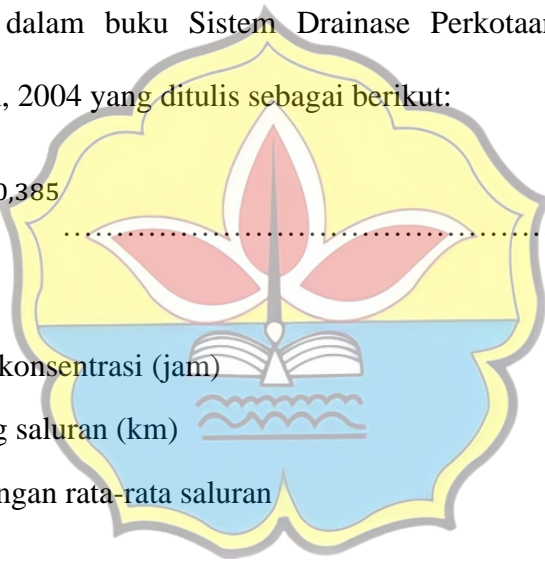 dalam buku Sistem Drainase Perkotaan
, 2004 yang ditulis sebagai berikut:
0,385
................................................
konsentrasi (jam)
g saluran (km)
ngan rata-rata saluran